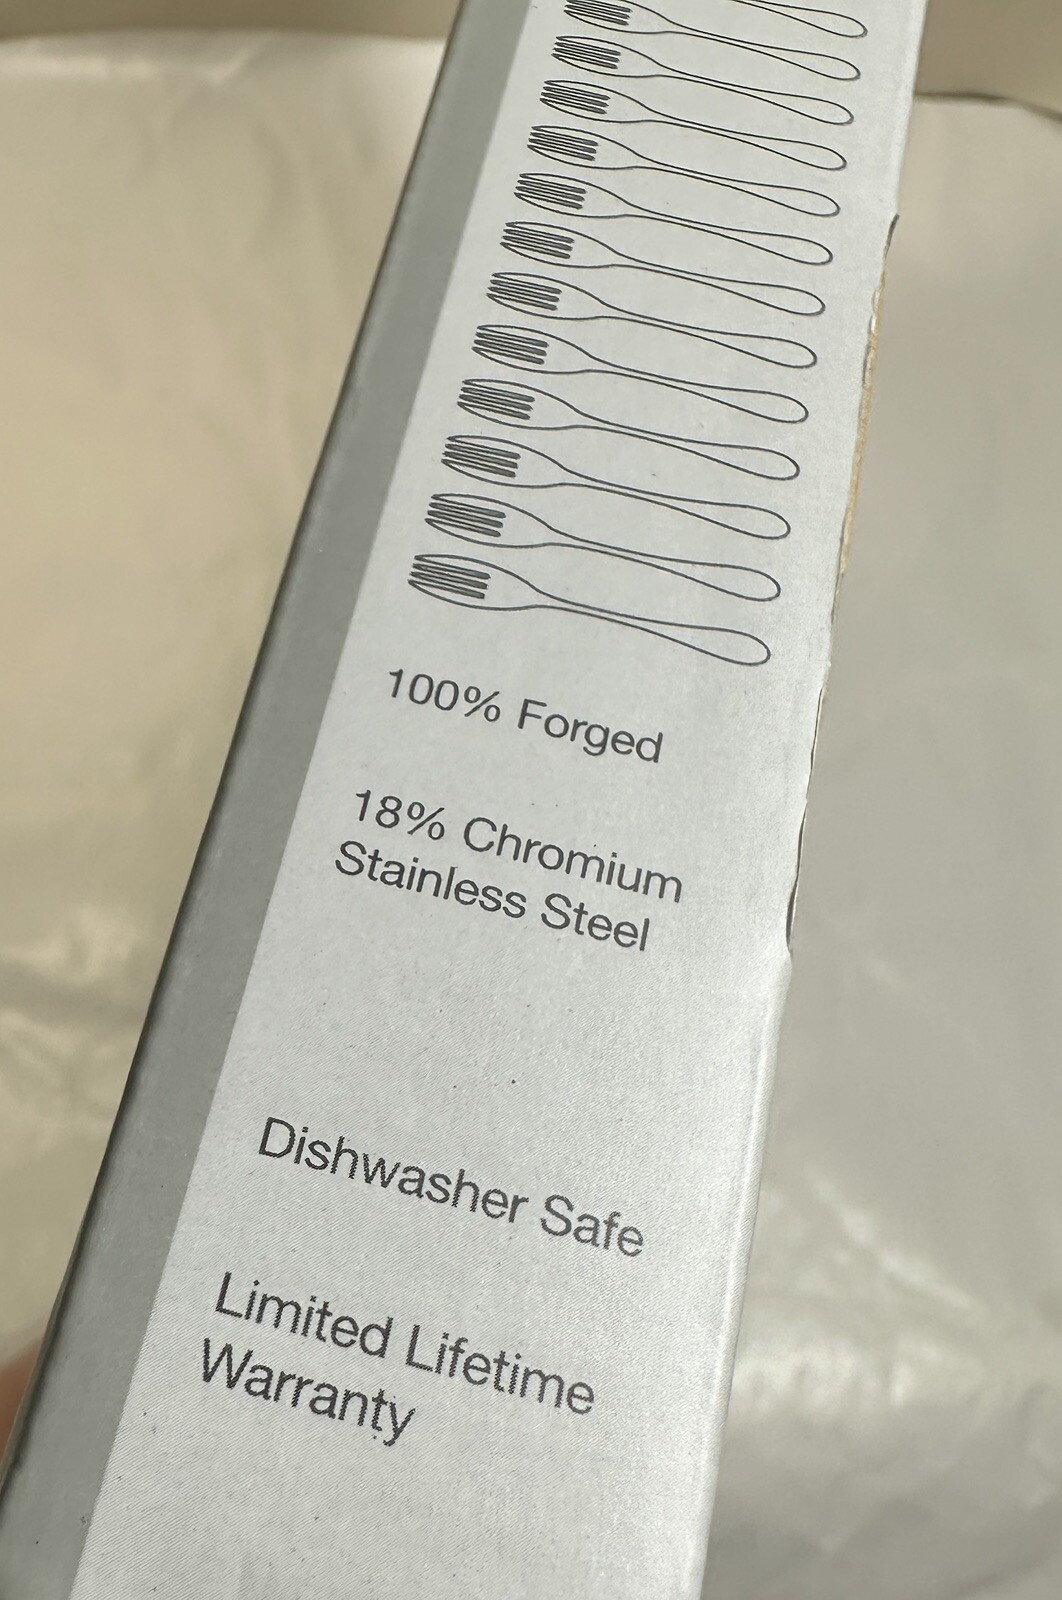 100% Forged
18% Chromium
Stainless Steel
Dishwasher Safe
Limited Lifetime
Warranty